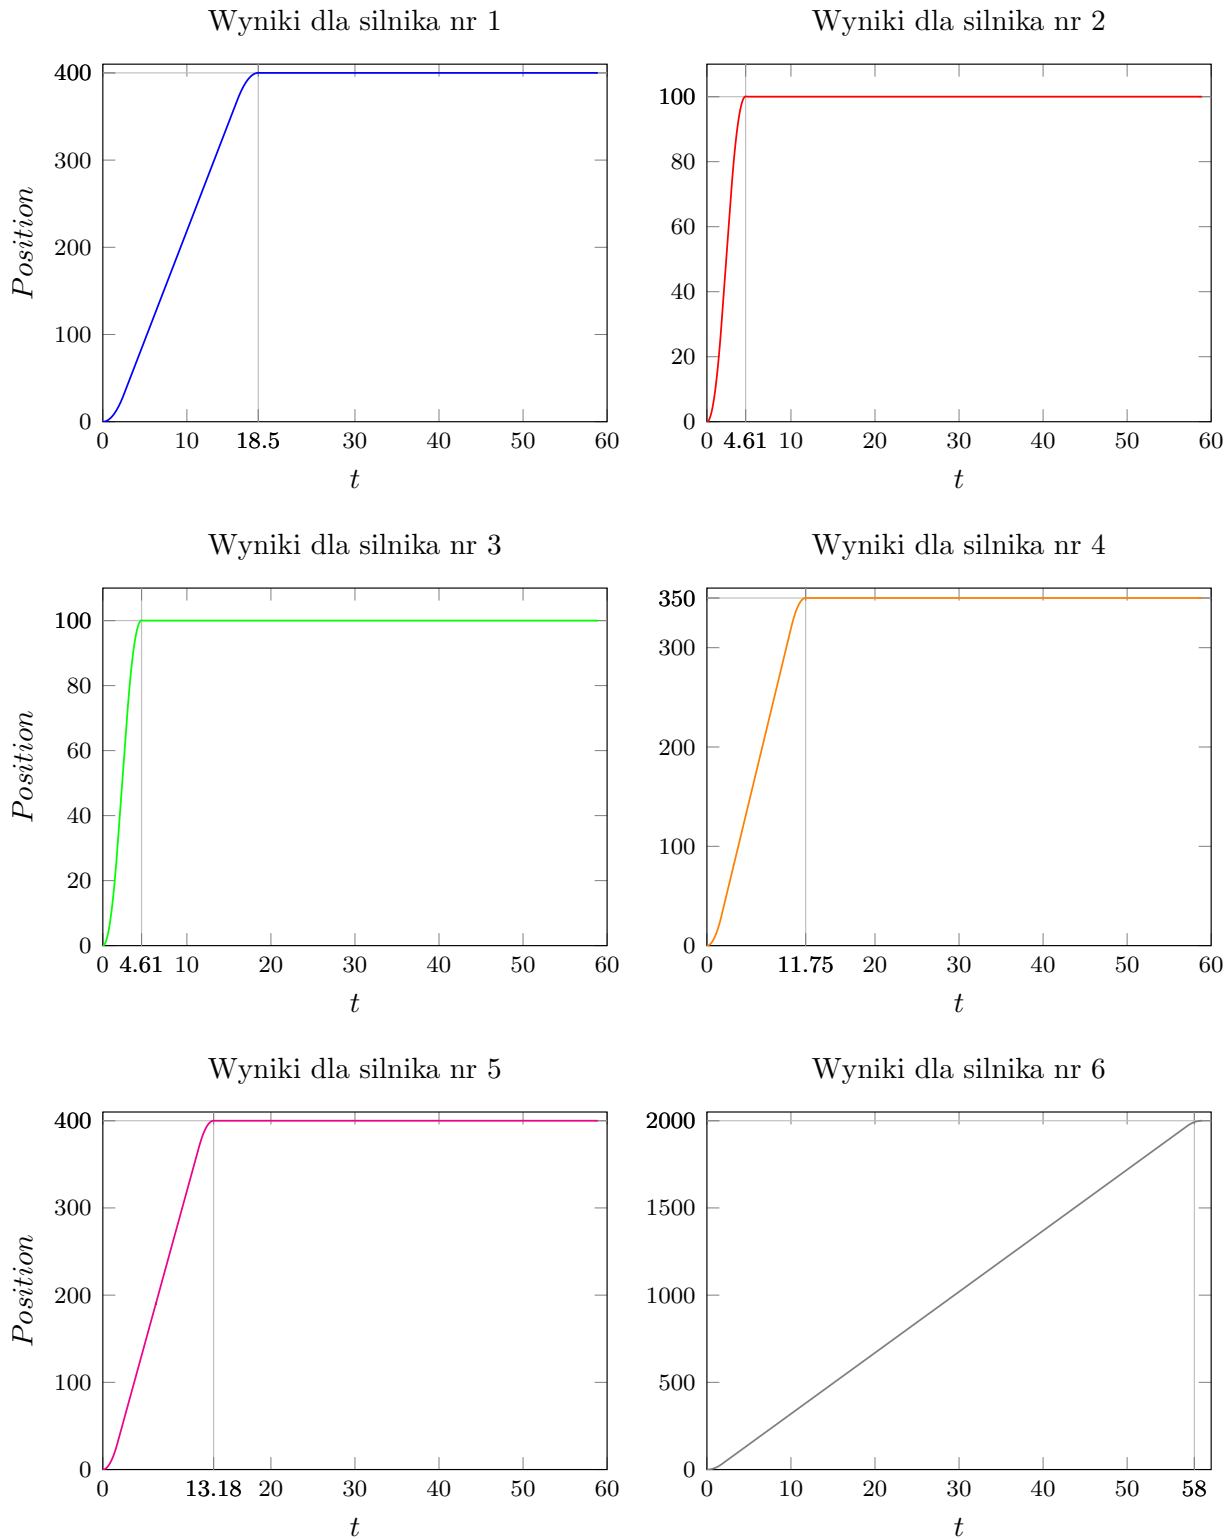 Wyniki dla silnika nr 1
400
300
200
100
0
Position
0 10 18.5 30 40 50 60
t
Wyniki dla silnika nr 2
100
80
60
40
20
0
0 4.61 10 20 30 40 50 60
t
Wyniki dla silnika nr 3
100
80
60
40
20
0
Position
0 4.61 10 20 30 40 50 60
t
Wyniki dla silnika nr 4
350
300
200
100
0
0 11.75 20 30 40 50 60
t
Wyniki dla silnika nr 5
400
300
200
100
0
Position
0 13.18 20 30 40 50 60
t
Wyniki dla silnika nr 6
2000
1500
1000
500
0
0 10 20 30 40 50 58
t